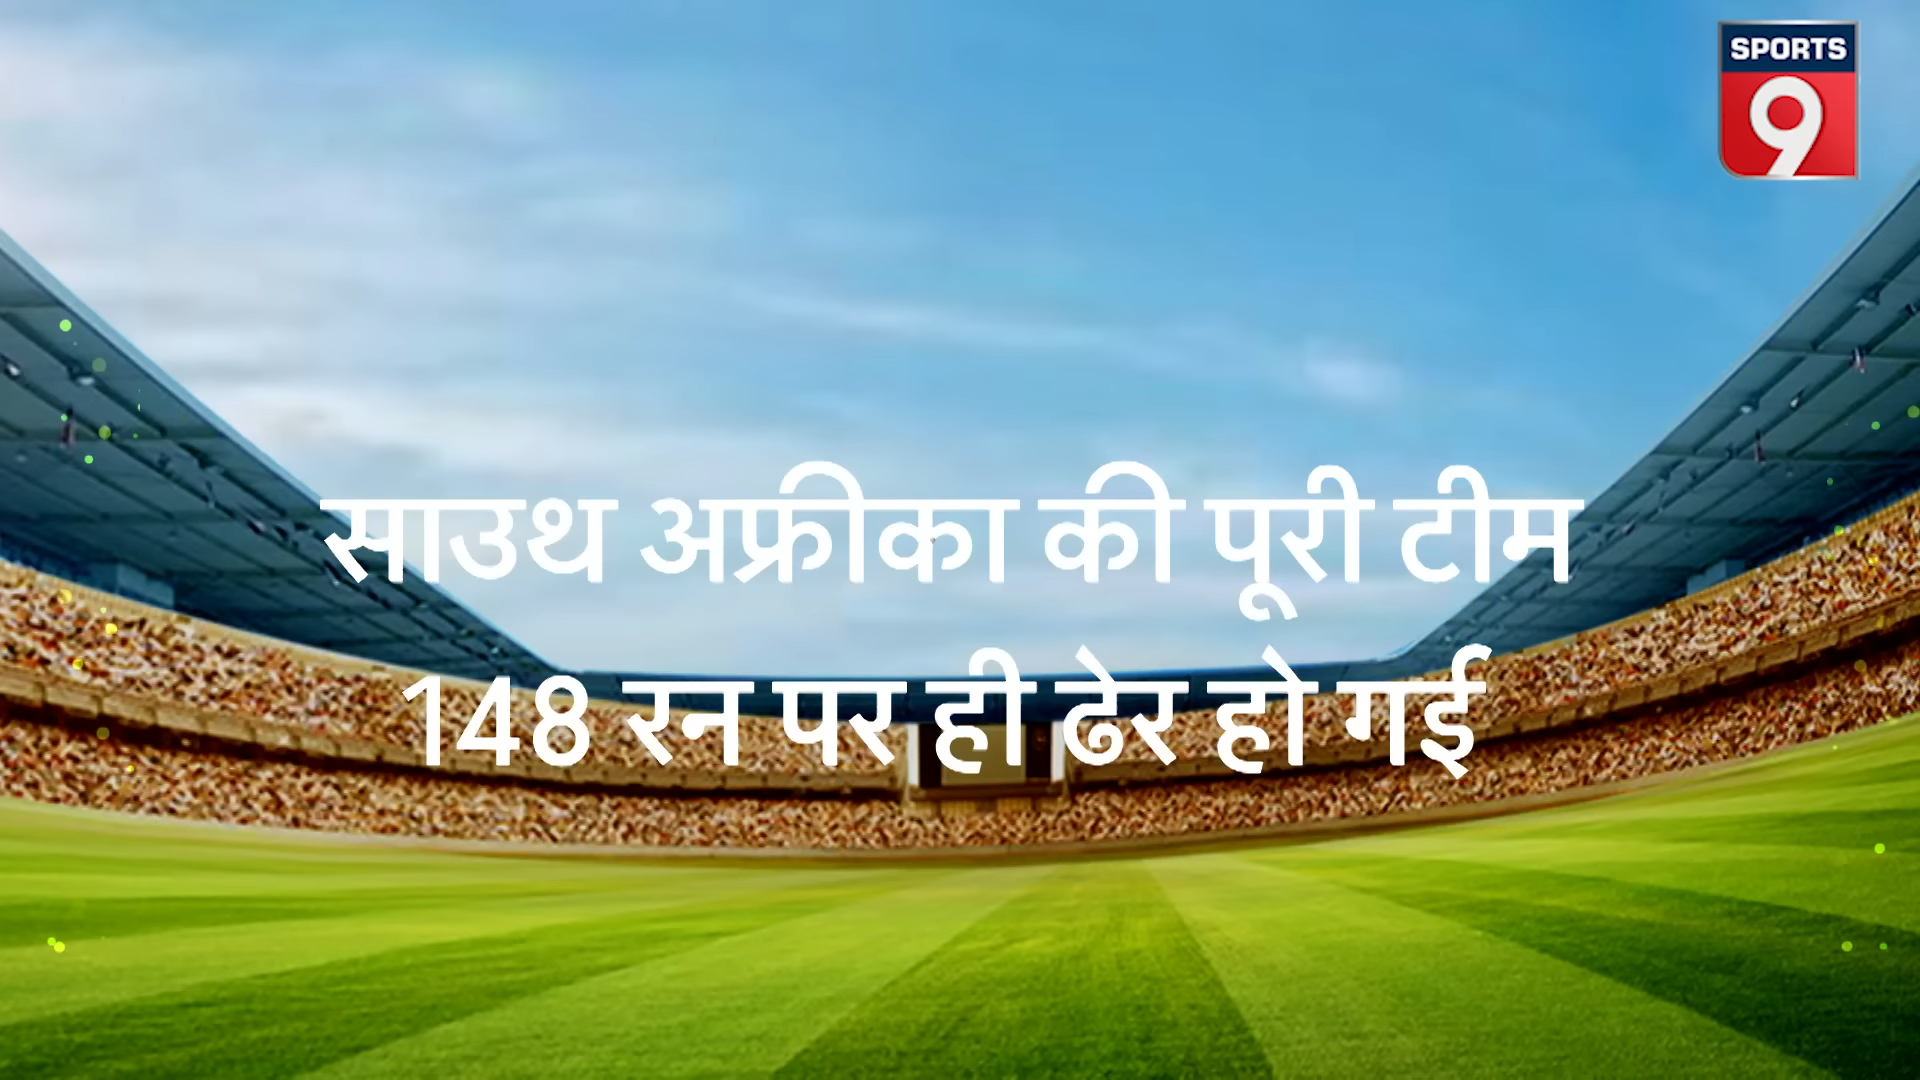 SPORTS
9
साउथ अफ्रीका की पूरी टीम
148 रन पर ही ढेर हो गई